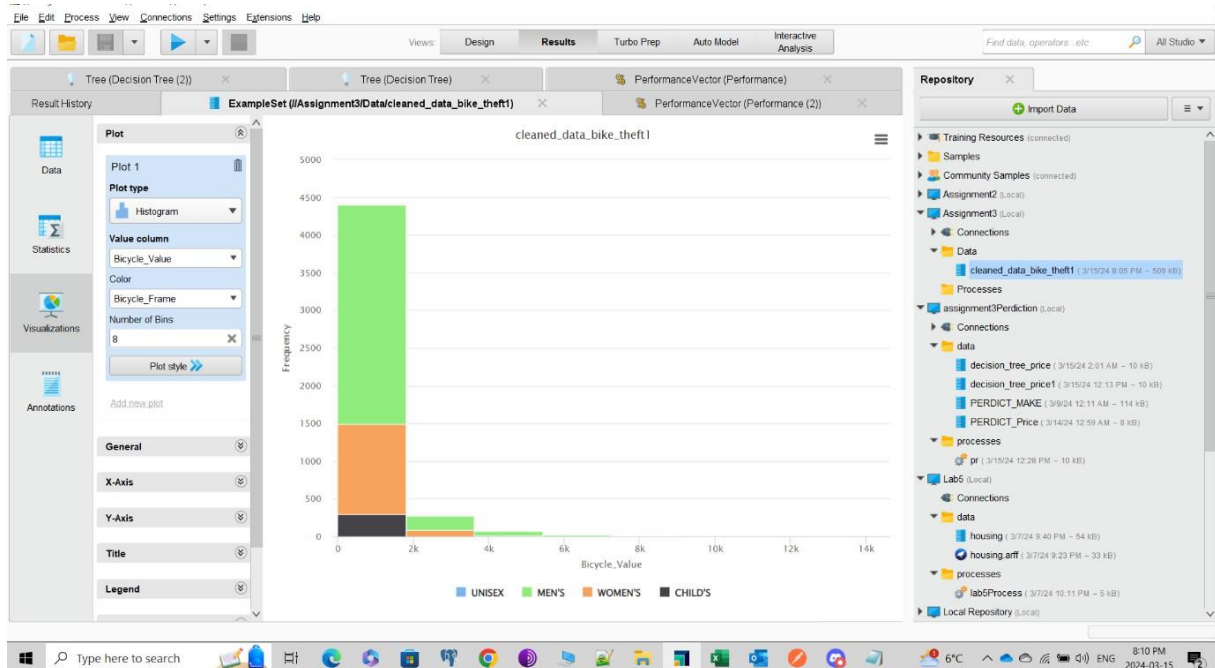 File Edit Process View Connections Settings Extensions Help
Views: Design Results Turbo Prep Auto Model Interactive Analysis
Find data, operators...etc
All Studio
Tree (Decision Tree (2))
Tree (Decision Tree)
PerformanceVector (Performance)
Result History
ExampleSet (//Assignment3/Data/cleaned_data_bike_theft1)
PerformanceVector (Performance (2))
Data
Statistics
Visualizations
Annotations
Plot
Plot 1
Plot type
Histogram
Value column
Bicycle_Value
Color
Bicycle_Frame
Number of Bins
8
Plot style
Add new plot
General
X-Axis
Y-Axis
Title
Legend
cleaned_data_bike_theft1
5000
4500
4000
3500
3000
2500
2000
1500
1000
500
0
Frequency
0 2k 4k 6k 8k 10k 12k 14k
Bicycle_Value
UNISEX MEN'S WOMEN'S CHILD'S
Repository
Import Data
Training Resources (connected)
Samples
Community Samples (connected)
Assignment2 (Local)
Assignment3 (Local)
Connections
Data
cleaned_data_bike_theft1 (3/15/24 8:05 PM – 509 kB)
Processes
assignment3Perdiction (Local)
Connections
data
decision_tree_price (3/15/24 2:01 AM – 10 kB)
decision_tree_price1 (3/15/24 12:13 PM – 10 kB)
PERDICT_MAKE (3/9/24 12:11 AM – 114 kB)
PERDICT_Price (3/14/24 12:59 AM – 8 kB)
processes
pr (3/15/24 12:28 PM – 10 kB)
Lab5 (Local)
Connections
data
housing (3/7/24 9:40 PM – 54 kB)
housing.arff (3/7/24 9:23 PM – 33 kB)
processes
lab5Process (3/7/24 10:11 PM – 5 kB)
Local Repository (Local)
Type here to search
6°C
ENG
8:10 PM
2024-03-15